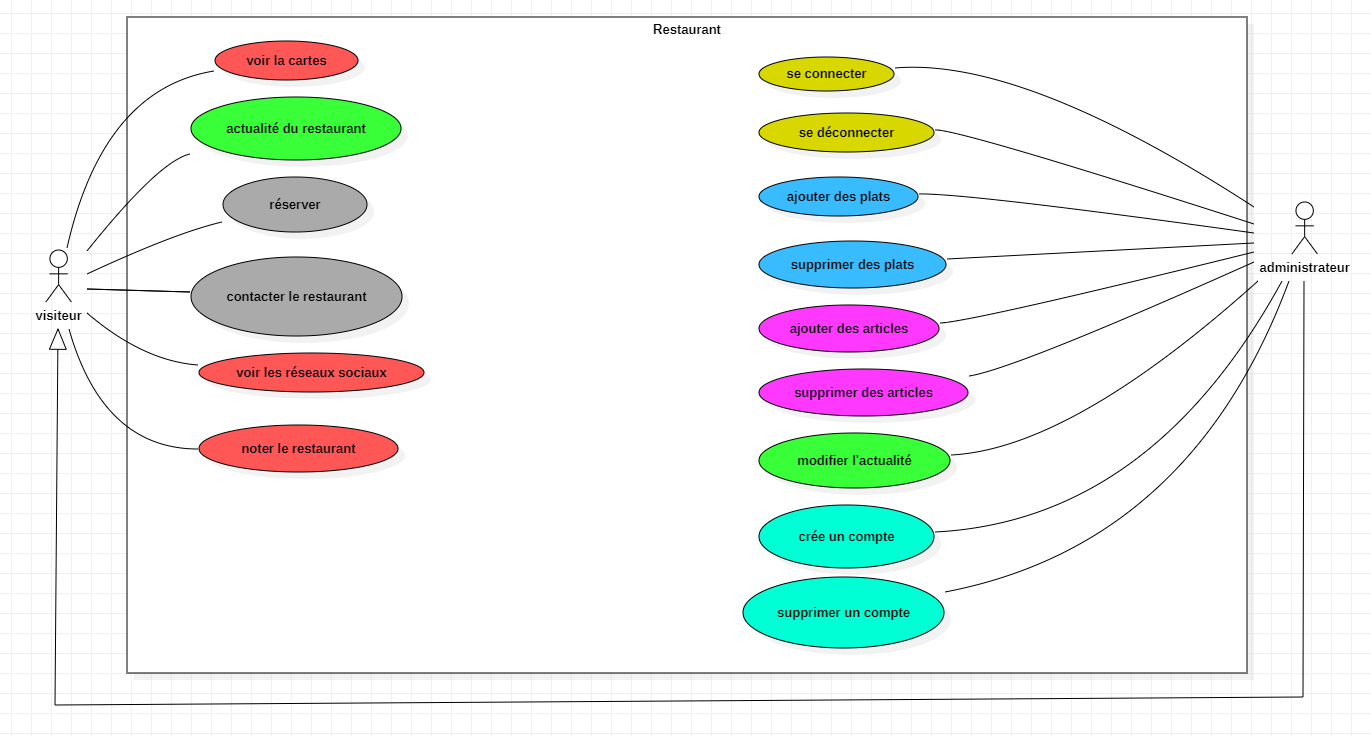 Restaurant
voir la cartes
actualité du restaurant
réserver
contacter le restaurant
voir les réseaux sociaux
noter le restaurant
visiteur
se connecter
se déconnecter
ajouter des plats
supprimer des plats
ajouter des articles
supprimer des articles
modifier l'actualité
crée un compte
supprimer un compte
administrateur